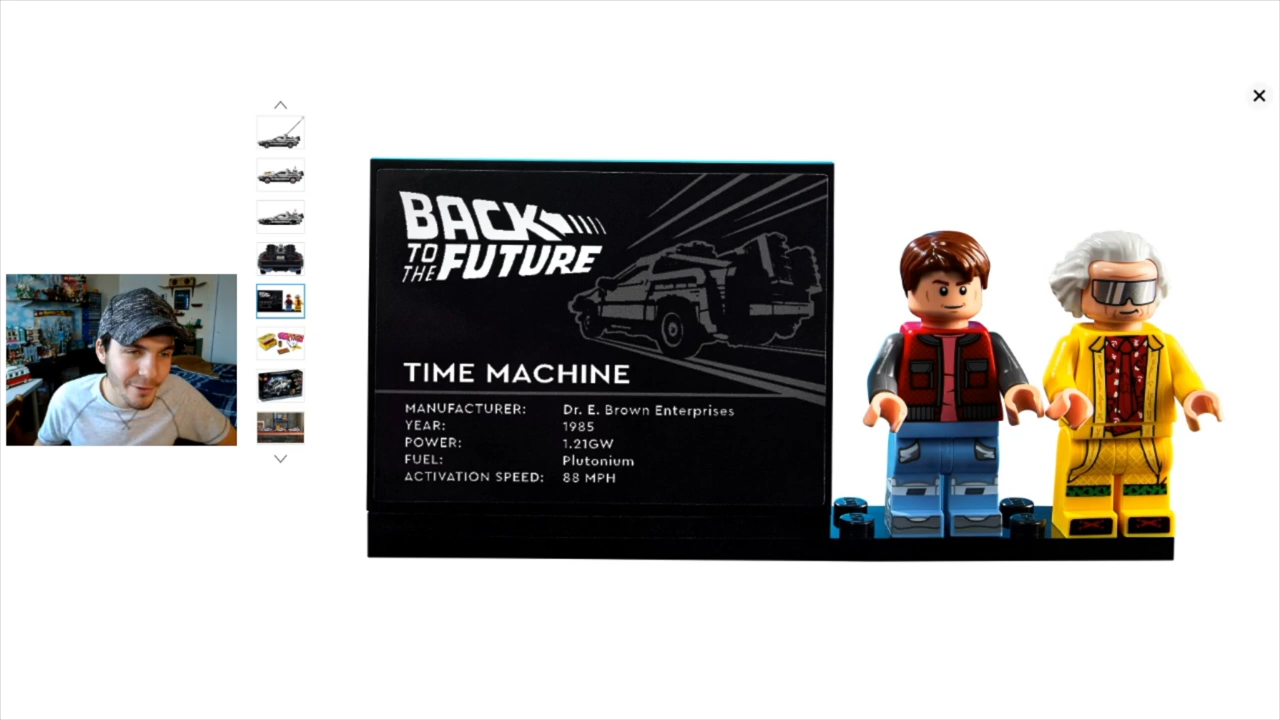 BACK
TO
THE FUTURE
TIME MACHINE
MANUFACTURER: Dr. E. Brown Enterprises
YEAR: 1985
POWER: 1.21GW
FUEL: Plutonium
ACTIVATION SPEED: 88 MPH